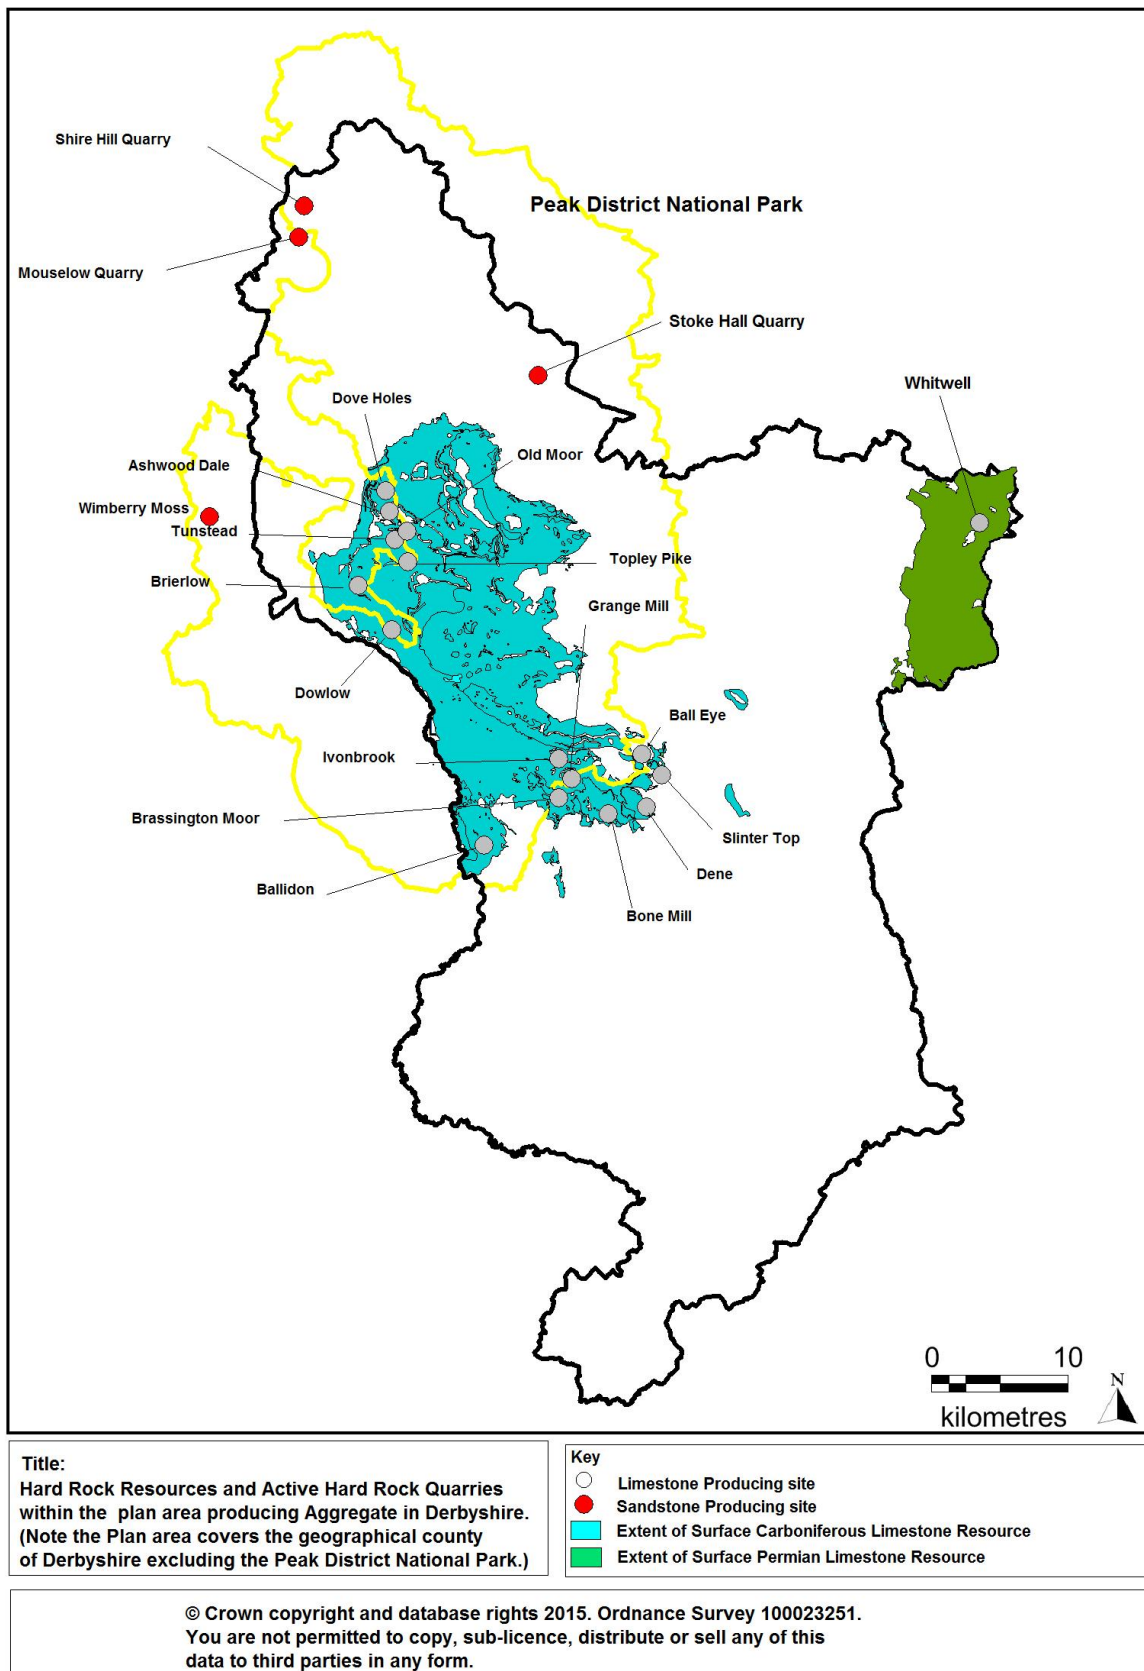 Shire Hill Quarry
Peak District National Park
Mouselow Quarry
Stoke Hall Quarry
Whitwell
Dove Holes
Old Moor
Ashwood Dale
Wimberry Moss
Tunstead
Topley Pike
Brierlow
Grange Mill
Dowlow
Ball Eye
Ivonbrook
Brassington Moor
Slinter Top
Dene
Ballidon
Bone Mill
0 10
kilometres
N
Title:
Hard Rock Resources and Active Hard Rock Quarries
within the plan area producing Aggregate in Derbyshire.
(Note the Plan area covers the geographical county
of Derbyshire excluding the Peak District National Park.)
Key
Limestone Producing site
Sandstone Producing site
Extent of Surface Carboniferous Limestone Resource
Extent of Surface Permian Limestone Resource
© Crown copyright and database rights 2015. Ordnance Survey 100023251.
You are not permitted to copy, sub-licence, distribute or sell any of this
data to third parties in any form.